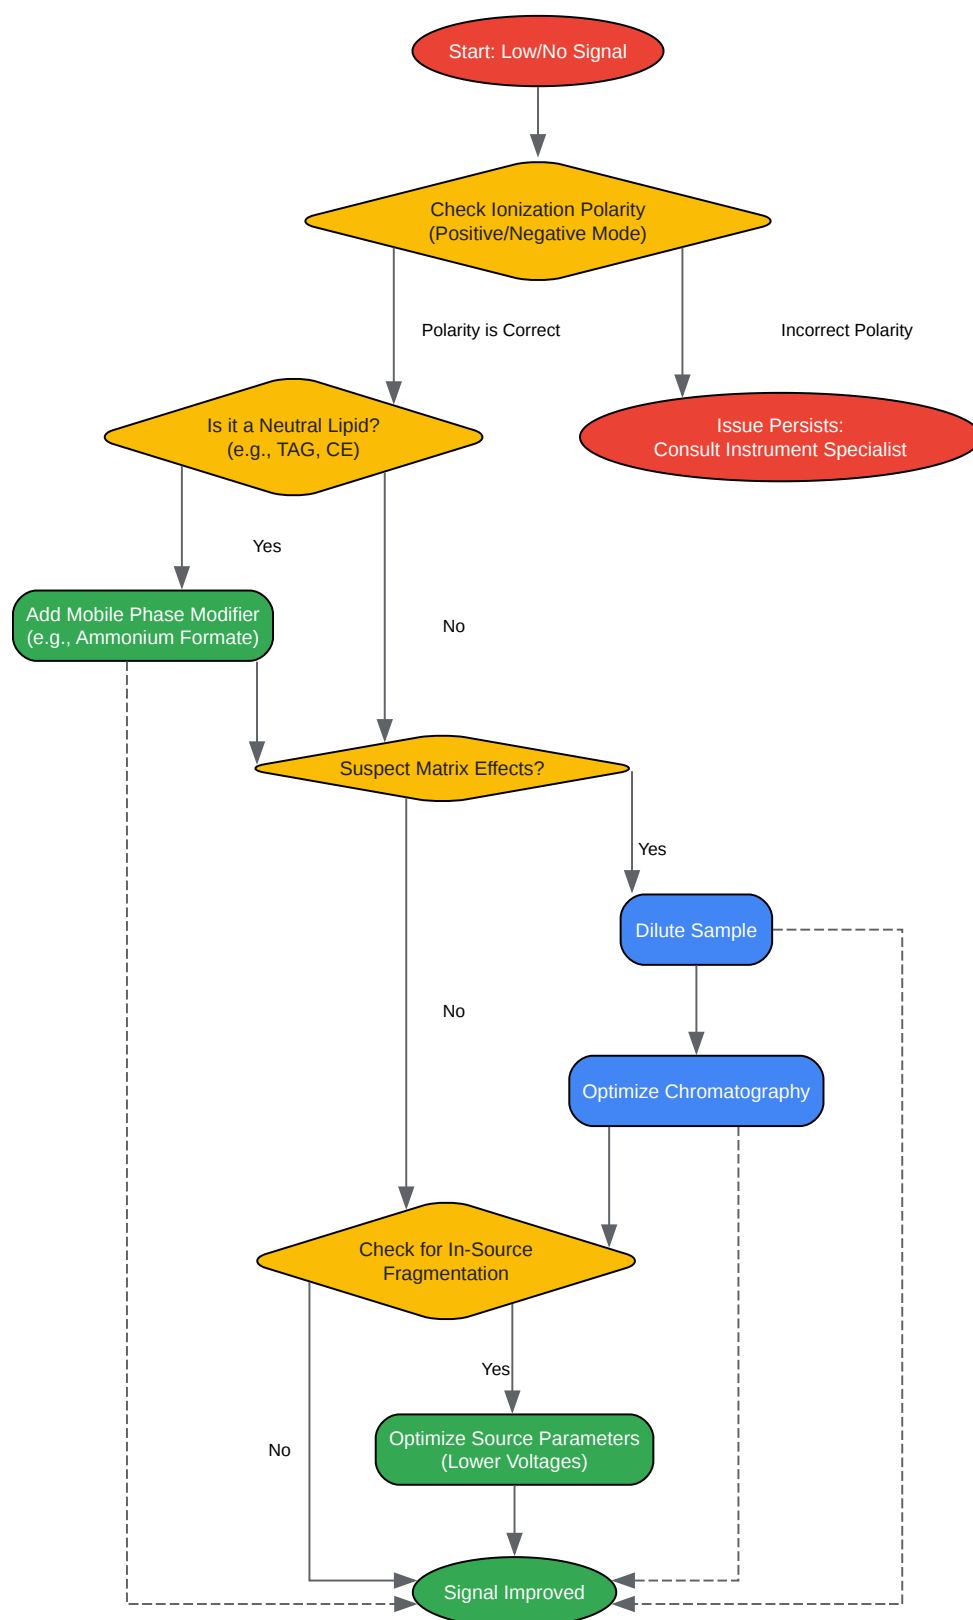 Start: Low/No Signal
Check Ionization Polarity
(Positive/Negative Mode)
Polarity is Correct
Incorrect Polarity
Is it a Neutral Lipid?
(e.g., TAG, CE)
Issue Persists:
Consult Instrument Specialist
Yes
Add Mobile Phase Modifier
(e.g., Ammonium Formate)
No
Suspect Matrix Effects?
Yes
Dilute Sample
No
Optimize Chromatography
Check for In-Source
Fragmentation
Yes
No
Optimize Source Parameters
(Lower Voltages)
Signal Improved